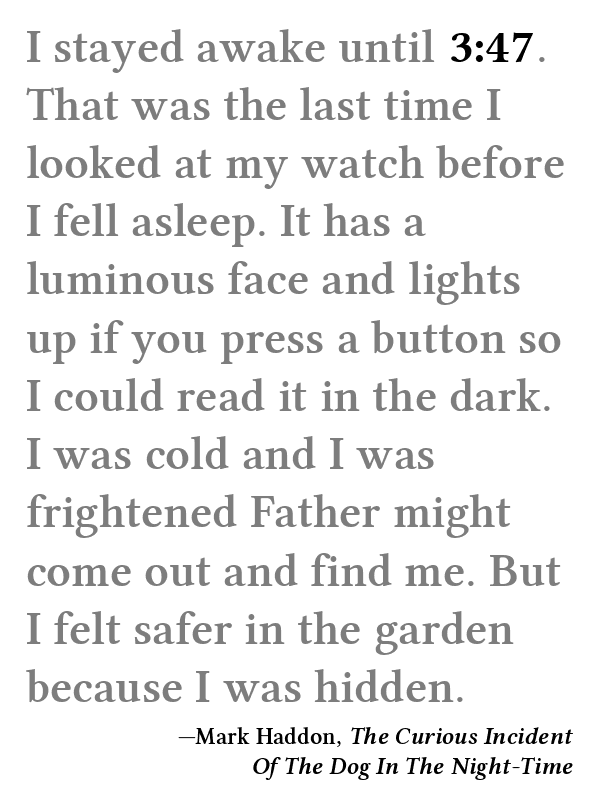 I stayed awake until 3:47.
That was the last time I
looked at my watch before
I fell asleep. It has a
luminous face and lights
up if you press a button so
I could read it in the dark.
I was cold and I was
frightened Father might
come out and find me. But
I felt safer in the garden
because I was hidden.
—Mark Haddon, The Curious Incident
Of The Dog In The Night-Time